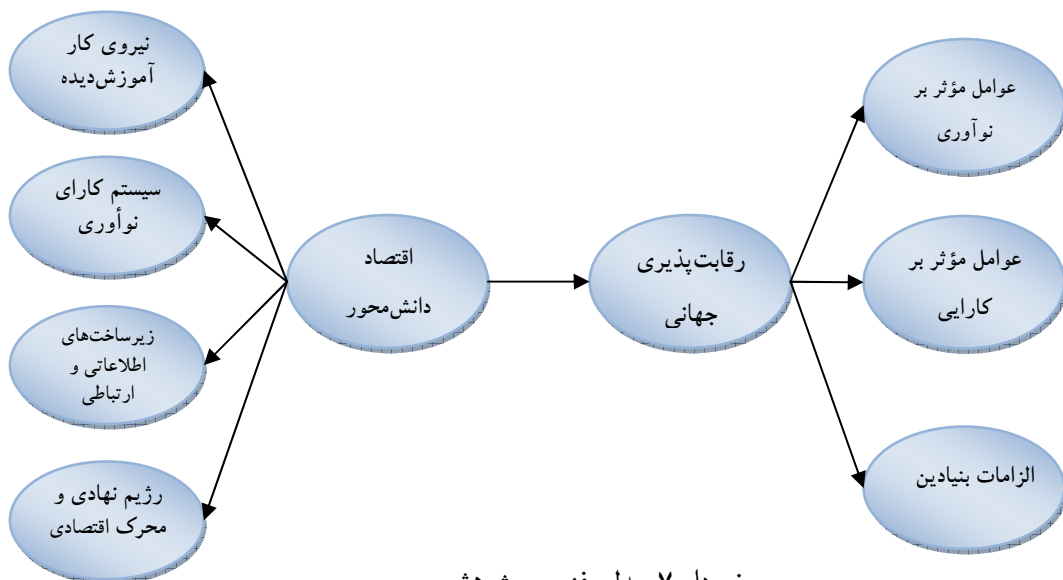 نیروی کار
آموزش‌دیده
عوامل مؤثر بر
نوآوری
سیستم کارای
نوأوری
اقتصاد
دانش‌محور
رقابت‌پذیری
جهانی
عوامل مؤثر بر
کارایی
زیرساخت‌های
اطلاعاتی و
ارتباطی
رژیم نهادی و
محرک اقتصادی
الزامات بنیادین